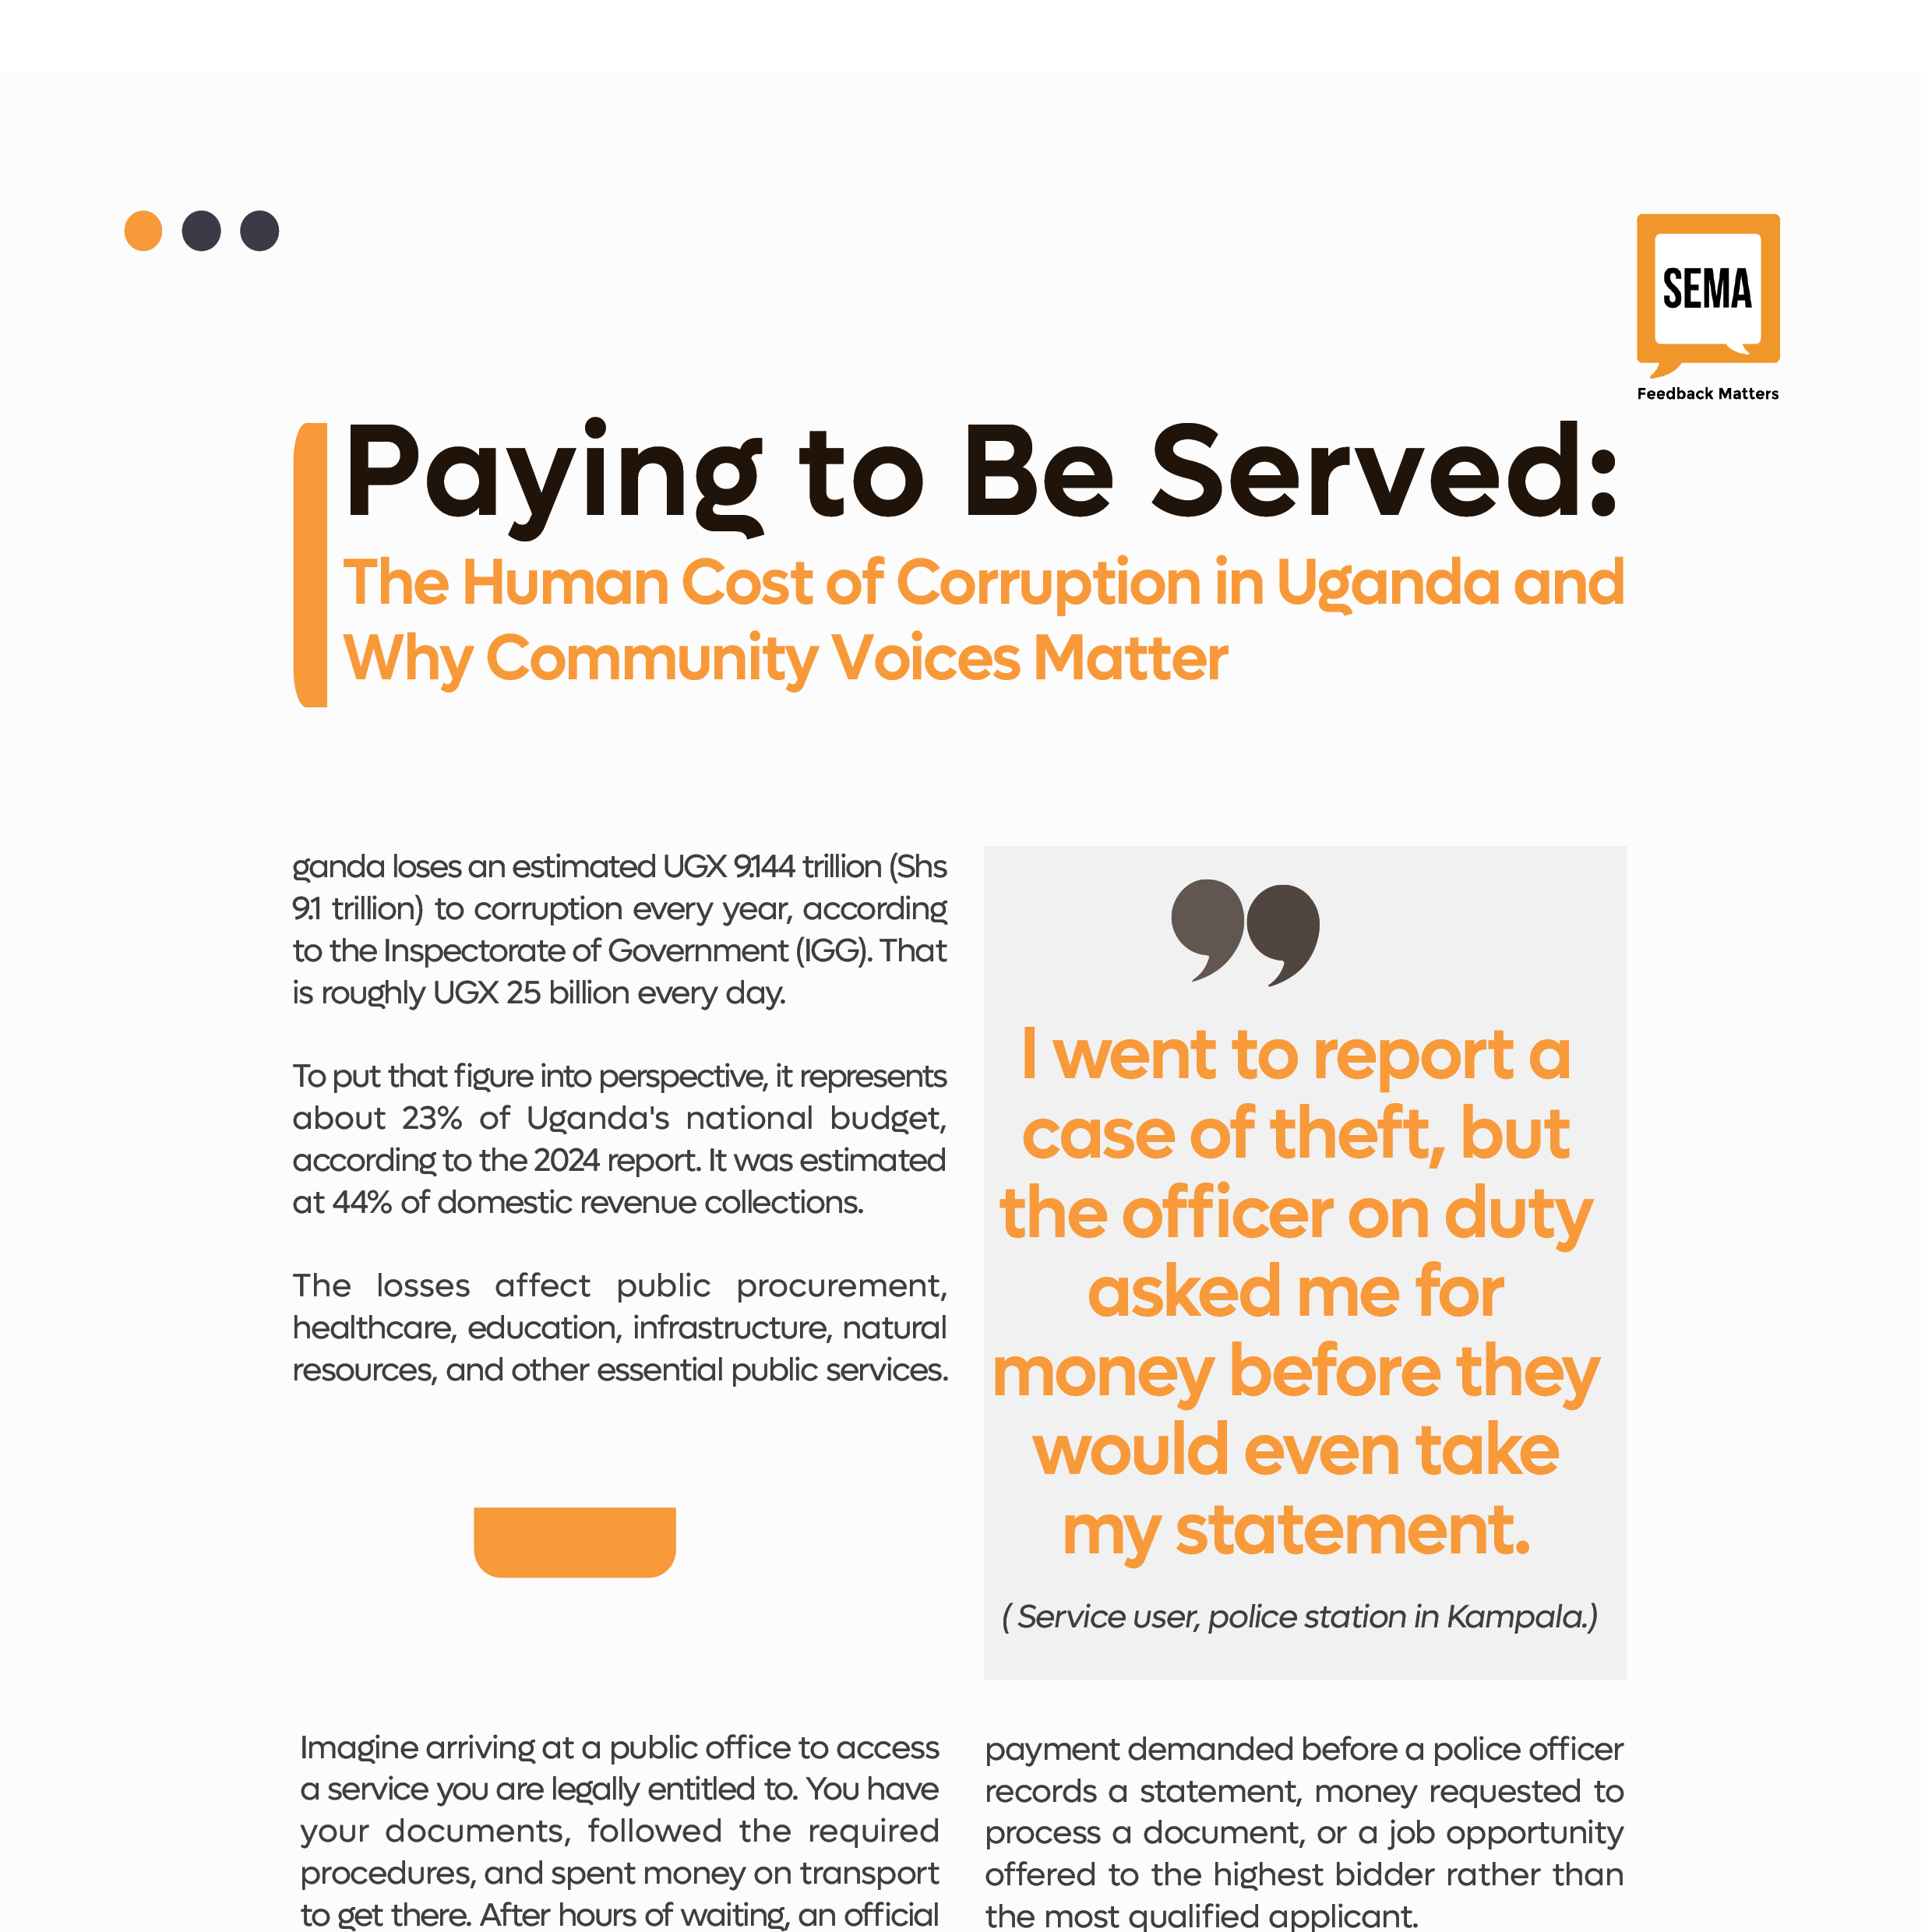 SEMA
Feedback Matters
Paying to Be Served:
The Human Cost of Corruption in Uganda and
Why Community Voices Matter
ganda loses an estimated UGX 9.144 trillion (Shs
9.1 trillion) to corruption every year, according
to the Inspectorate of Government (IGG). That
is roughly UGX 25 billion every day.
To put that figure into perspective, it represents
about 23% of Uganda's national budget,
according to the 2024 report. It was estimated
at 44% of domestic revenue collections.
The losses affect public procurement,
healthcare, education, infrastructure, natural
resources, and other essential public services.
”
I went to report a
case of theft, but
the officer on duty
asked me for
money before they
would even take
my statement.
( Service user, police station in Kampala.)
Imagine arriving at a public office to access
a service you are legally entitled to. You have
your documents, followed the required
procedures, and spent money on transport
to get there. After hours of waiting, an official
payment demanded before a police officer
records a statement, money requested to
process a document, or a job opportunity
offered to the highest bidder rather than
the most qualified applicant.